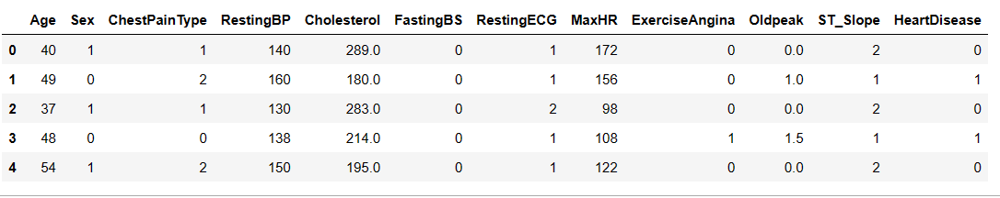 Age Sex ChestPainType RestingBP Cholesterol FastingBS RestingECG MaxHR ExerciseAngina Oldpeak ST_Slope HeartDisease
0 40 1 1 140 289.0 0 1 172 0 0.0 2 0
1 49 0 2 160 180.0 0 1 156 0 1.0 1 1
2 37 1 1 130 283.0 0 2 98 0 0.0 2 0
3 48 0 0 138 214.0 0 1 108 1 1.5 1 1
4 54 1 2 150 195.0 0 1 122 0 0.0 2 0